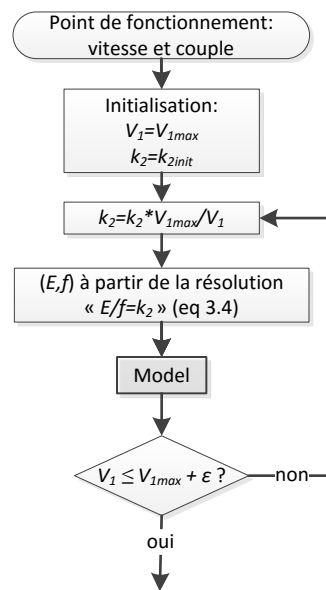 Point de fonctionnement:
vitesse et couple
Initialisation:
V1=V1max
k2=k2init
k2=k2*V1max/V1
(E,f) à partir de la résolution
« E/f=k2 » (eq 3.4)
Model
V1 ≤ V1max + ε ?
non
oui